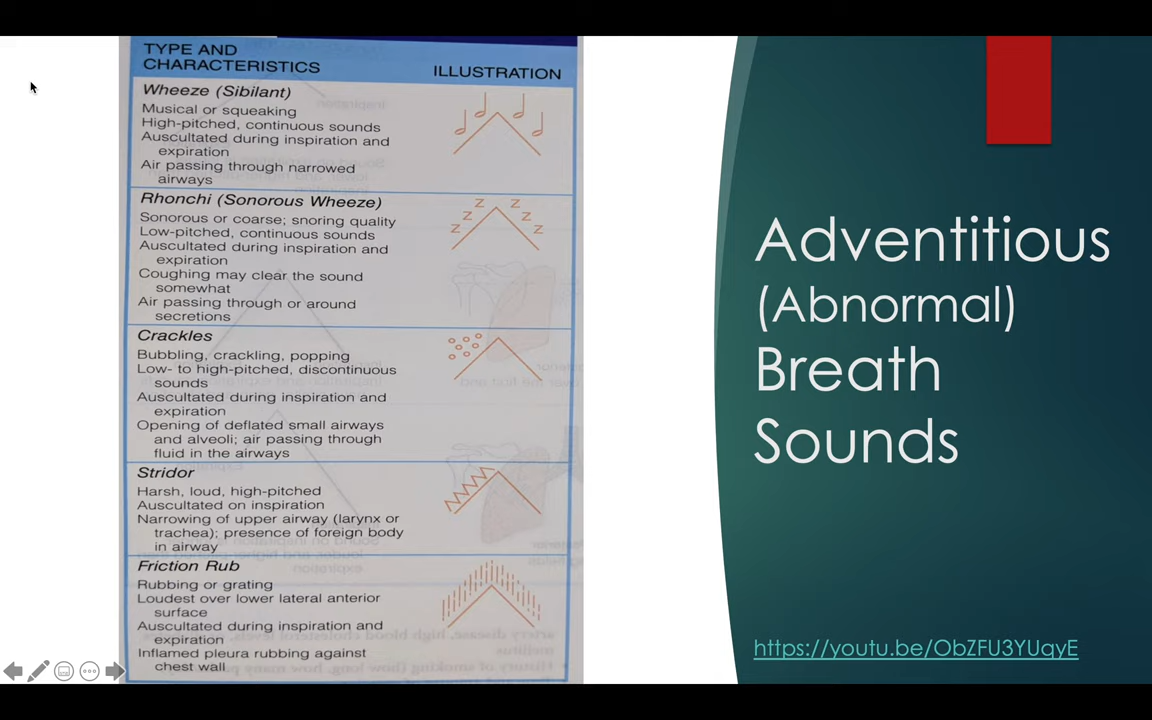 TYPE AND
CHARACTERISTICS
ILLUSTRATION
Wheeze (Sibilant)
Musical or squeaking
High-pitched, continuous sounds
Auscultated during inspiration and
expiration
Air passing through narrowed
airways
Rhonchi (Sonorous Wheeze)
Sonorous or coarse; snoring quality
Low-pitched, continuous sounds
Auscultated during inspiration and
expiration
Coughing may clear the sound
somewhat
Air passing through or around
secretions
Z Z
Z Z
Z Z
Crackles
Bubbling, crackling, popping
Low- to high-pitched, discontinuous
sounds
Auscultated during inspiration and
expiration
Opening of deflated small airways
and alveoli; air passing through
fluid in the airways
Stridor
Harsh, loud, high-pitched
Auscultated on inspiration
Narrowing of upper airway (larynx or
trachea); presence of foreign body
in airway
Friction Rub
Rubbing or grating
Loudest over lower lateral anterior
surface
Auscultated during inspiration and
expiration
Inflamed pleura rubbing against
chest wall
Adventitious
(Abnormal)
Breath
Sounds
https://youtu.be/ObZFU3YUqyE